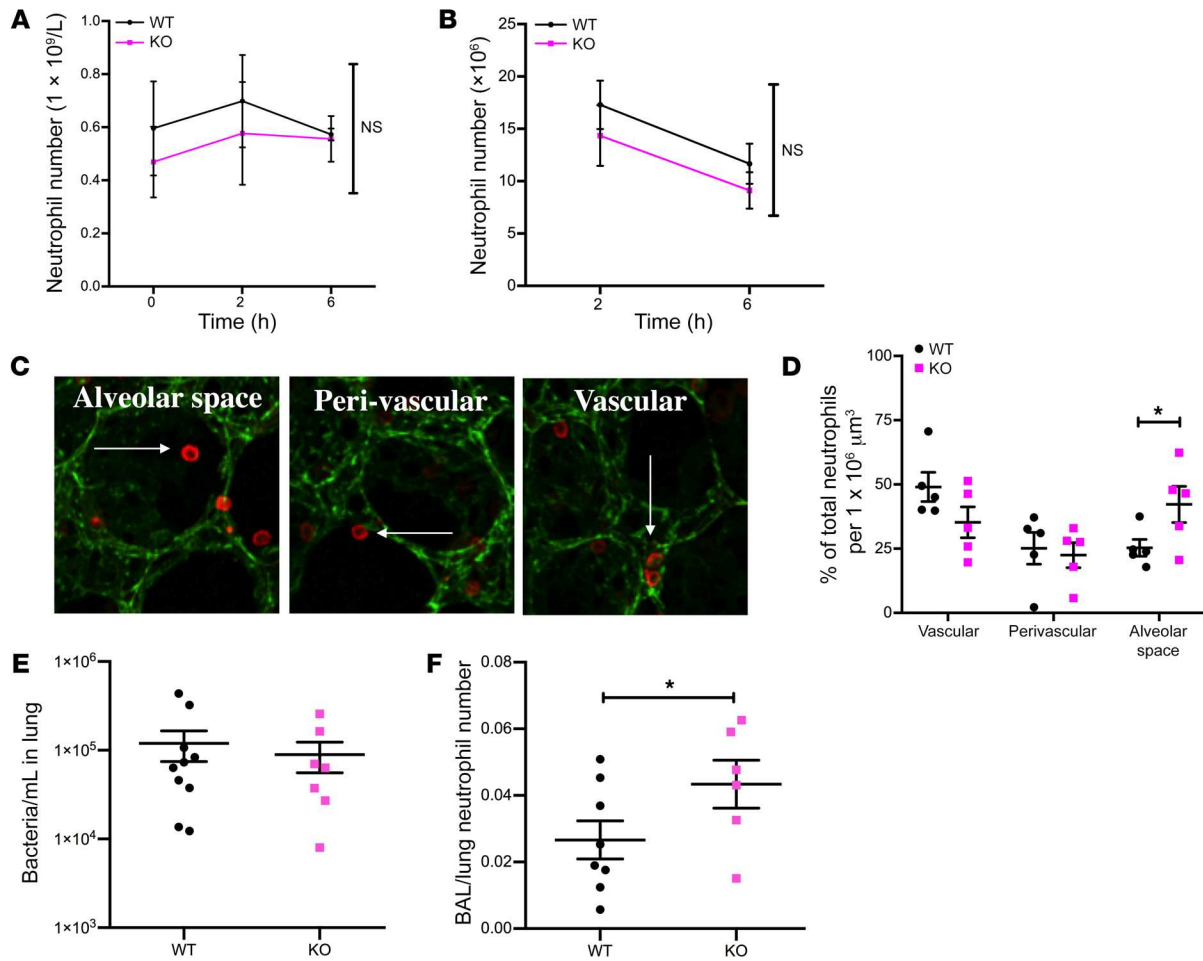 A
WT
KO
Neutrophil number (1 × 10⁹/L)
1.0
0.8
0.6
0.4
0.2
0.0
NS
0
2
6
Time (h)
B
WT
KO
Neutrophil number (×10⁶)
25
20
15
10
5
0
NS
2
6
Time (h)
C
Alveolar space
Peri-vascular
Vascular
D
WT
KO
% of total neutrophils
per 1 x 10⁶ µm³
100
75
50
25
0
*
Vascular
Perivascular
Alveolar
space
E
Bacteria/mL in lung
1×10⁶
1×10⁵
1×10⁴
1×10³
WT
KO
F
BAL/lung neutrophil number
0.08
0.06
0.04
0.02
0.00
*
WT
KO